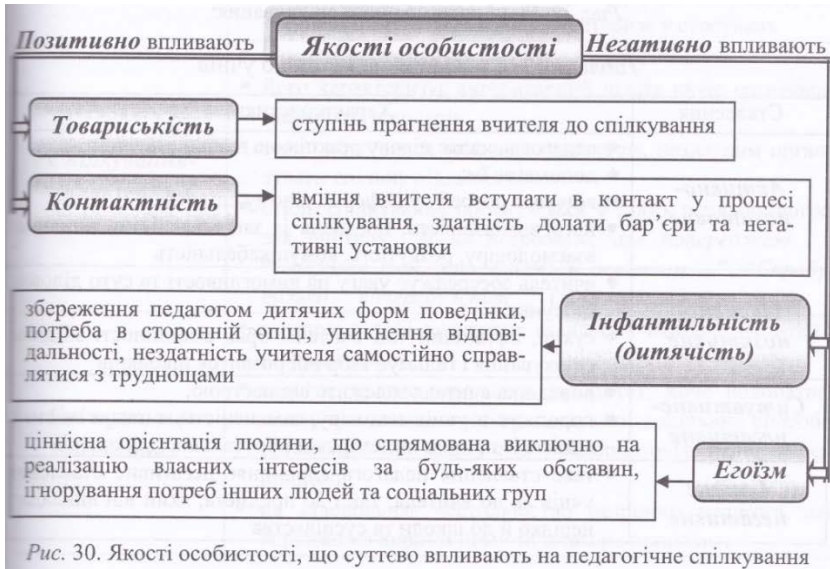 Позитивно впливають
Якості особистості
Негативно впливають
Товариськість
ступінь прагнення вчителя до спілкування
Контактність
вміння вчителя вступати в контакт у процесі
спілкування, здатність долати бар’єри та нега-
тивні установки
збереження педагогом дитячих форм поведінки,
потреба в сторонній опіці, уникнення відпові-
дальності, нездатність учителя самостійно справ-
лятися з труднощами
Інфантильність
(дитячість)
ціннісна орієнтація людини, що спрямована виключно на
реалізацію власних інтересів за будь-яких обставин,
ігнорування потреб інших людей та соціальних груп
Егоїзм
Рис. 30. Якості особистості, що суттєво впливають на педагогічне спілкування